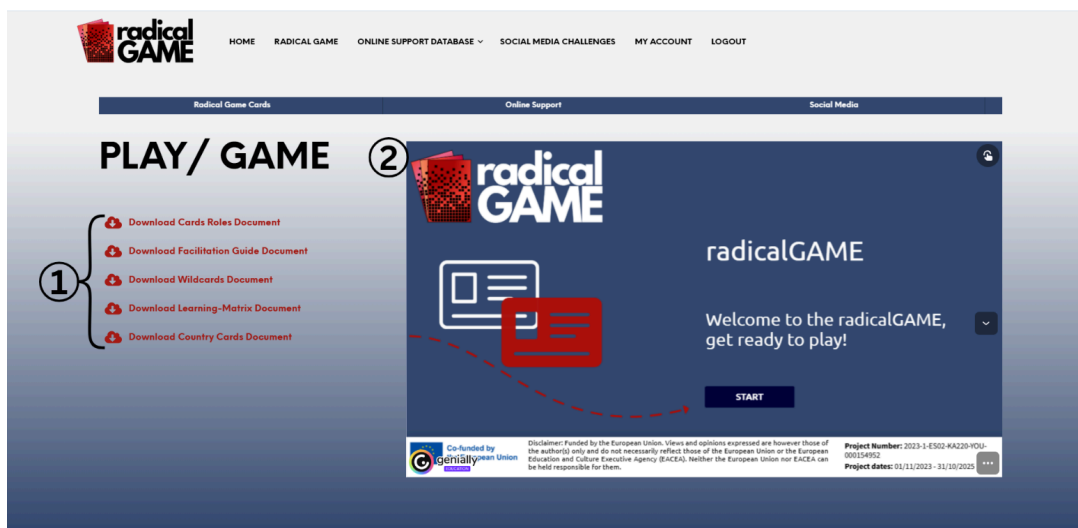 radical
GAME
HOME RADICAL GAME ONLINE SUPPORT DATABASE SOCIAL MEDIA CHALLENGES MY ACCOUNT LOGOUT
Radical Game Cards Online Support Social Media
PLAY/ GAME
①
Download Cards Roles Document
Download Facilitation Guide Document
Download Wildcards Document
Download Learning-Matrix Document
Download Country Cards Document
②
radical
GAME
radicalGAME
Welcome to the radicalGAME,
get ready to play!
START
Co-funded by
European Union
genially
EDUCATION
Disclaimer: Funded by the European Union. Views and opinions expressed are however those of
the author(s) only and do not necessarily reflect those of the European Union or the European
Education and Culture Executive Agency (EACEA). Neither the European Union nor EACEA can
be held responsible for them.
Project Number: 2023-1-ES02-KA220-YOU-
000154952
Project dates: 01/11/2023 - 31/10/2025